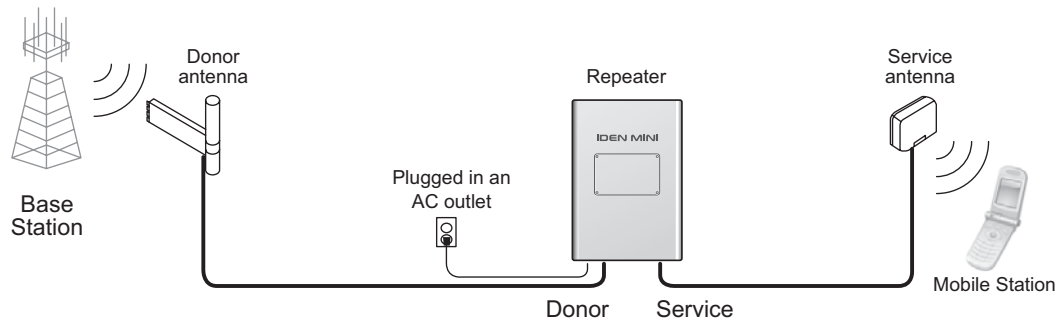 Donor
antenna
Service
antenna
Repeater
IDEN MINI
Plugged in an
AC outlet
Base
Station
Mobile Station
Donor
Service